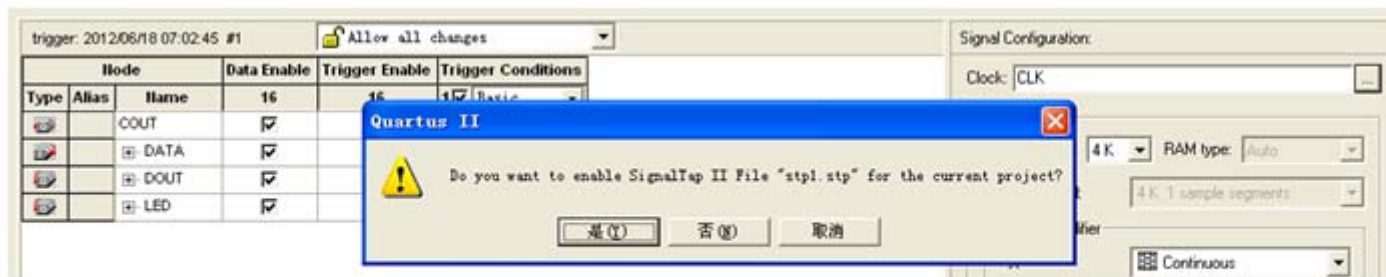 trigger: 2012/06/18 07:02:45 #1
Allow all changes
Signal Configuration:
Node Data Enable Trigger Enable Trigger Conditions
Clock: CLK ...
Type Alias Name 16 16 1 Basic
Quartus II
COUT
DATA
DOUT
LED
4 K RAM type: Auto
Do you want to enable SignalTap II File "stp1.stp" for the current project?
4 K 1 sample segments
是(Y) 否(N) 取消
Continuous